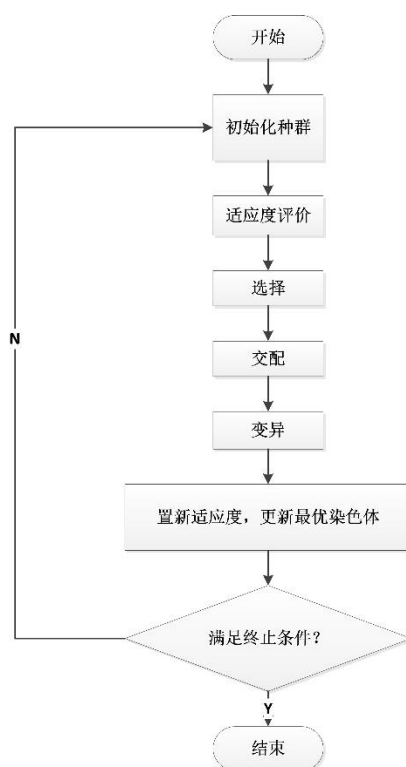 开始
初始化种群
适应度评价
选择
N
交配
变异
置新适应度，更新最优染色体
满足终止条件？
Y
结束